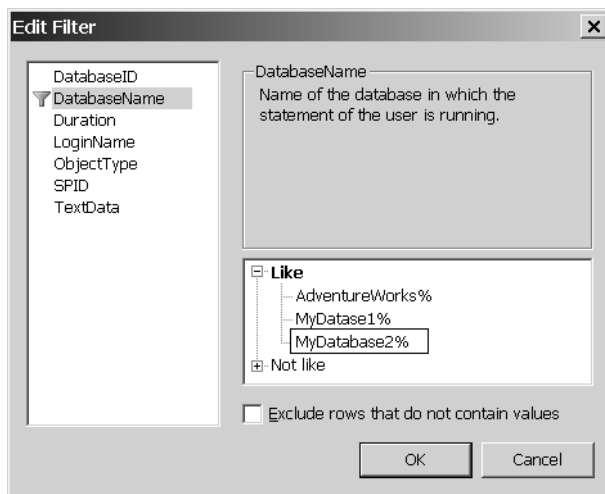 Edit Filter
DatabaseID
DatabaseName
Duration
LoginName
ObjectType
SPID
TextData
DatabaseName
Name of the database in which the
statement of the user is running.
Like
AdventureWorks%
MyDatase1%
MyDatabase2%
Not like
Exclude rows that do not contain values
OK
Cancel